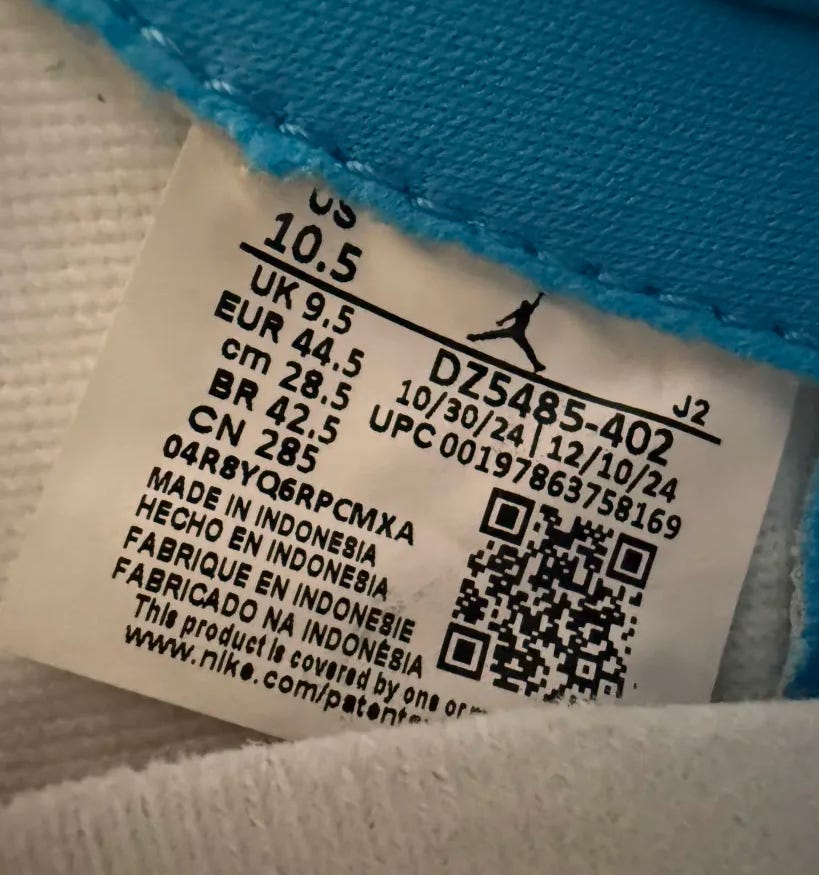 US
10.5
UK 9.5
EUR 44.5
cm 28.5
BR 42.5
CN 285
04R8YQ6RPCMXA
MADE IN INDONESIA
HECHO EN INDONESIA
FABRIQUE EN INDONESIE
FABRICADO NA INDONÉSIA
This product is covered by one or
www.nike.com/patents
J2
DZ5485-402
10/30/24 | 12/10/24
UPC 00197863758169